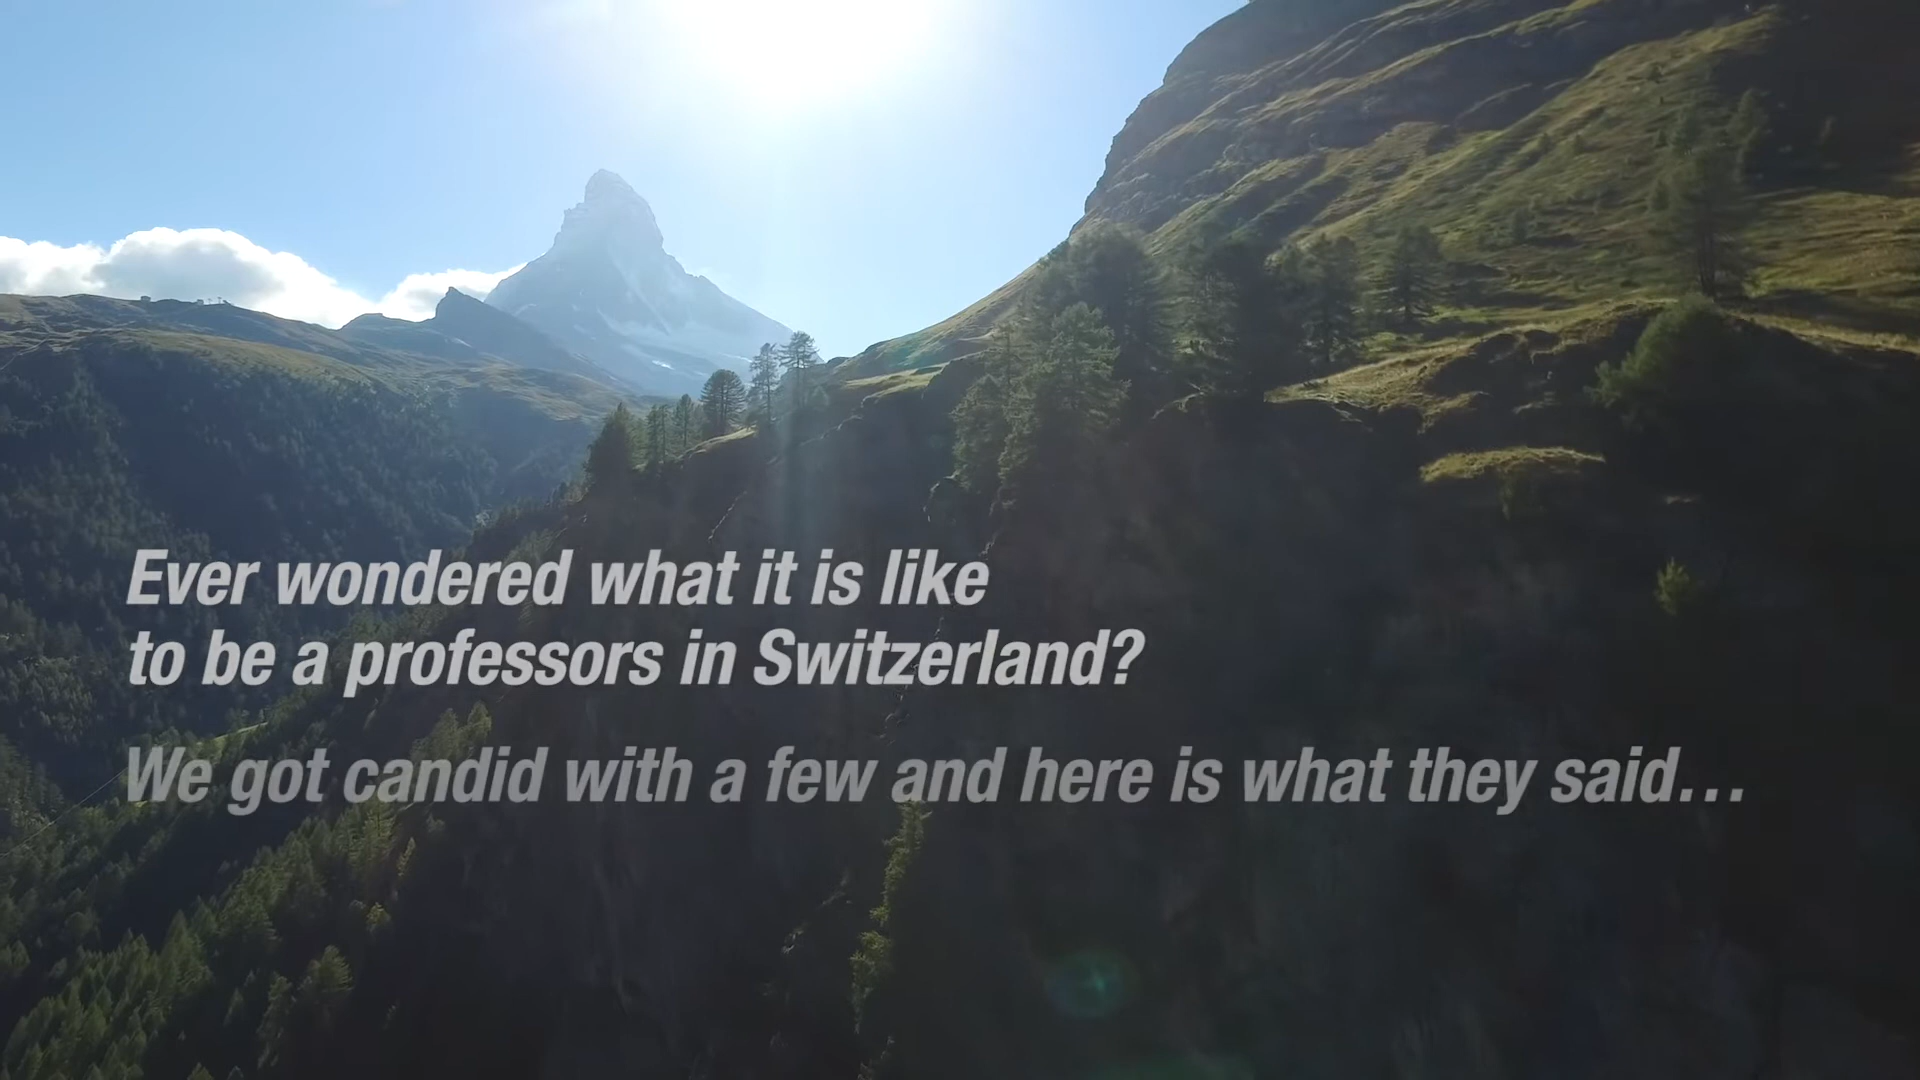 Ever wondered what it is like
to be a professors in Switzerland?
We got candid with a few and here is what they said…